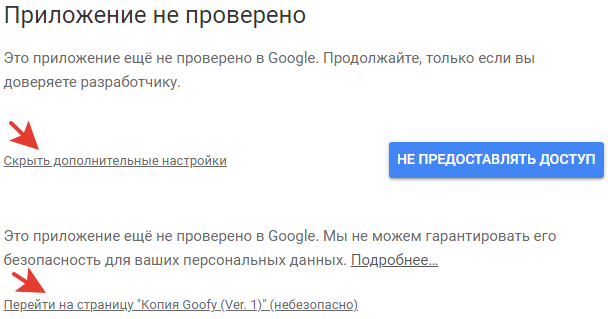 Приложение не проверено
Это приложение ещё не проверено в Google. Продолжайте, только если вы
доверяете разработчику.
Скрыть дополнительные настройки
НЕ ПРЕДОСТАВЛЯТЬ ДОСТУП
Это приложение ещё не проверено в Google. Мы не можем гарантировать его
безопасность для ваших персональных данных. Подробнее…
Перейти на страницу "Копия Goofy (Ver. 1)" (небезопасно)